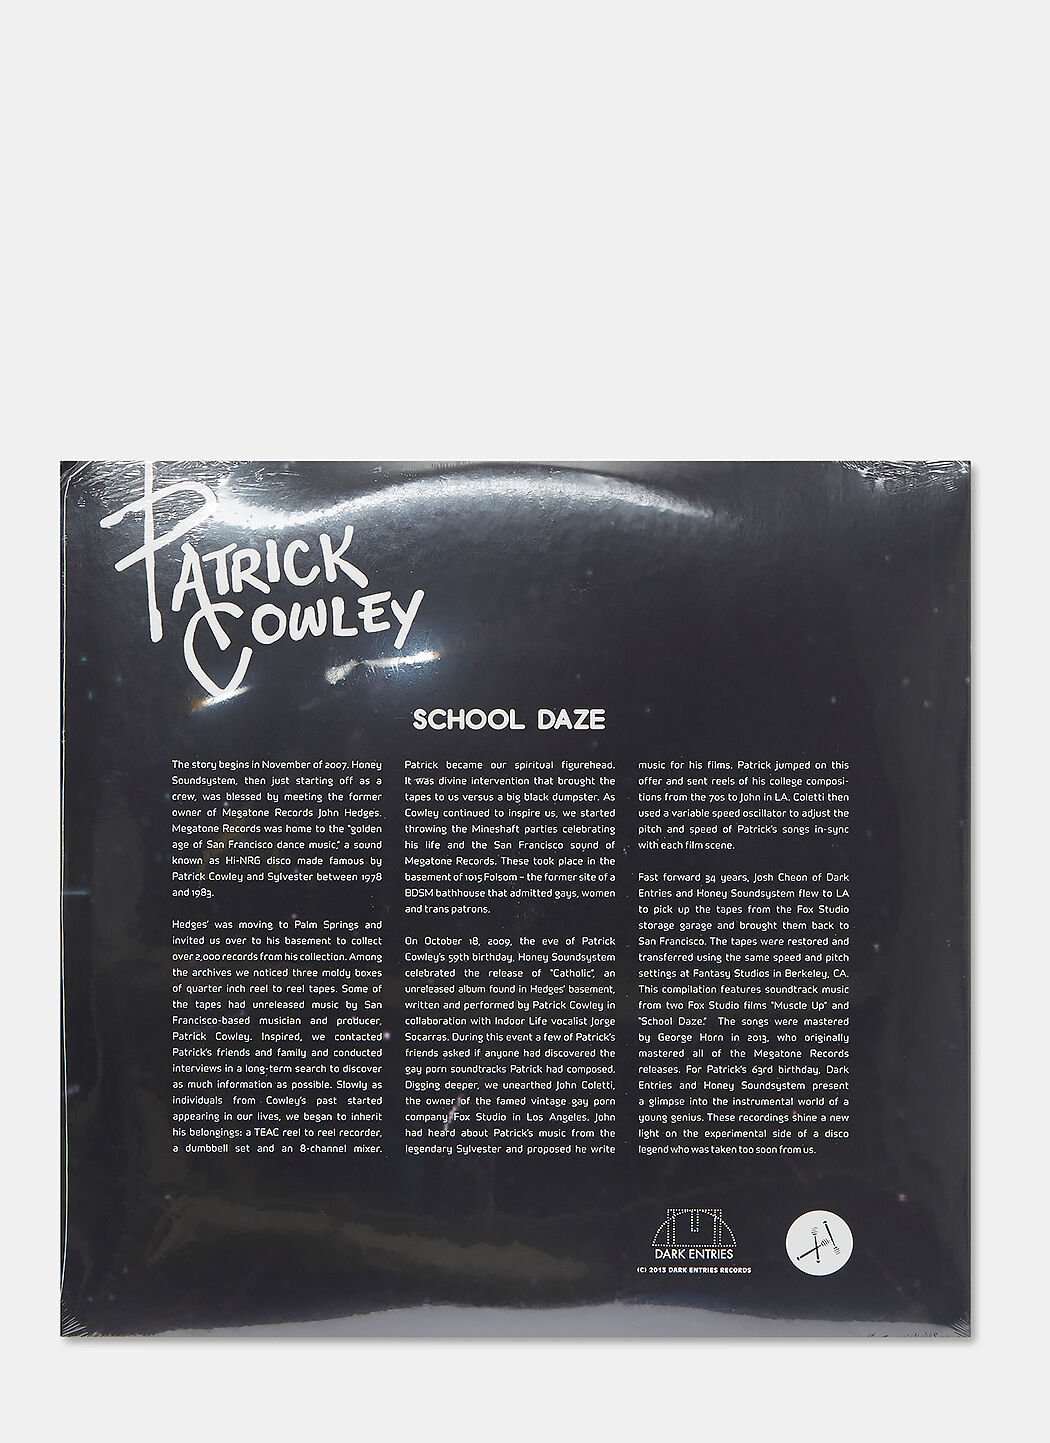 PATRICK
COWLEY
SCHOOL DAZE
The story begins in November of 2007. Honey
Soundsystem, then just starting off as a
crew, was blessed by meeting the former
owner of Megatone Records John Hedges.
Megatone Records was home to the "golden
age of San Francisco dance music," a sound
known as Hi-NRG disco made famous by
Patrick Cowley and Sylvester between 1978
and 1983.
Hedges' was moving to Palm Springs and
invited us over to his basement to collect
over 2,000 records from his collection. Among
the archives we noticed three moldy boxes
of quarter inch reel to reel tapes. Some of
the tapes had unreleased music by San
Francisco-based musician and producer,
Patrick Cowley. Inspired, we contacted
Patrick's friends and family and conducted
interviews in a long-term search to discover
as much information as possible. Slowly as
individuals from Cowley's past started
appearing in our lives, we began to inherit
his belongings: a TEAC reel to reel recorder,
a dumbbell set and an 8-channel mixer.
Patrick became our spiritual figurehead.
It was divine intervention that brought the
tapes to us versus a big black dumpster. As
Cowley continued to inspire us, we started
throwing the Mineshaft parties celebrating
his life and the San Francisco sound of
Megatone Records. These took place in the
basement of 1015 Folsom – the former site of a
BDSM bathhouse that admitted gays, women
and trans patrons.
On October 18, 2009, the eve of Patrick
Cowley's 59th birthday, Honey Soundsystem
celebrated the release of "Catholic", an
unreleased album found in Hedges' basement,
written and performed by Patrick Cowley in
collaboration with Indoor Life vocalist Jorge
Socarras. During this event a few of Patrick's
friends asked if anyone had discovered the
gay porn soundtracks Patrick had composed.
Digging deeper, we unearthed John Coletti,
the owner of the famed vintage gay porn
company Fox Studio in Los Angeles. John
had heard about Patrick's music from the
legendary Sylvester and proposed he write
music for his films. Patrick jumped on this
offer and sent reels of his college composi-
tions from the 70s to John in LA. Coletti then
used a variable speed oscillator to adjust the
pitch and speed of Patrick's songs in-sync
with each film scene.
Fast forward 34 years, Josh Cheon of Dark
Entries and Honey Soundsystem flew to LA
to pick up the tapes from the Fox Studio
storage garage and brought them back to
San Francisco. The tapes were restored and
transferred using the same speed and pitch
settings at Fantasy Studios in Berkeley, CA.
This compilation features soundtrack music
from two Fox Studio films "Muscle Up" and
"School Daze." The songs were mastered
by George Horn in 2013, who originally
mastered all of the Megatone Records
releases. For Patrick's 63rd birthday, Dark
Entries and Honey Soundsystem present
a glimpse into the instrumental world of a
young genius. These recordings shine a new
light on the experimental side of a disco
legend who was taken too soon from us.
DARK ENTRIES
(C) 2013 DARK ENTRIES RECORDS